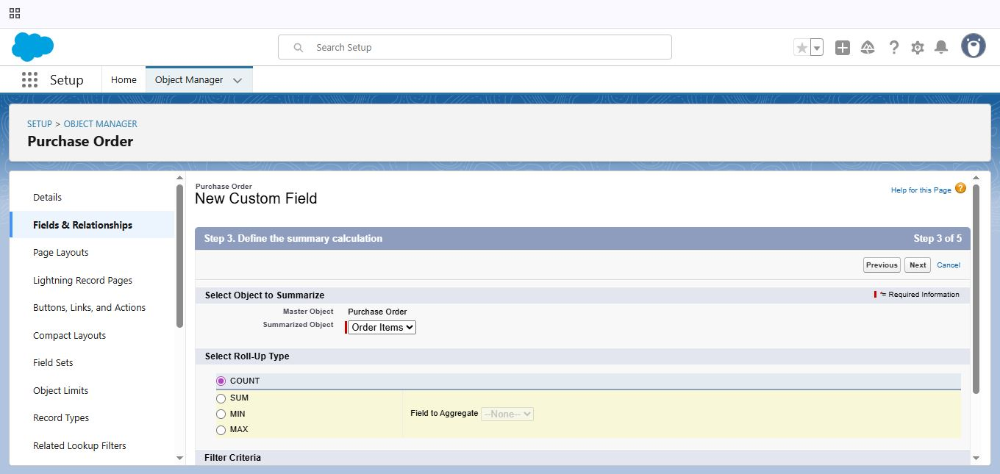 Search Setup
Setup
Home
Object Manager
SETUP > OBJECT MANAGER
Purchase Order
Details
Fields & Relationships
Page Layouts
Lightning Record Pages
Buttons, Links, and Actions
Compact Layouts
Field Sets
Object Limits
Record Types
Related Lookup Filters
Purchase Order
New Custom Field
Help for this Page ?
Step 3. Define the summary calculation Step 3 of 5
Previous Next Cancel
Select Object to Summarize = Required Information
Master Object Purchase Order
Summarized Object Order Items
Select Roll-Up Type
COUNT
SUM
MIN
MAX
Field to Aggregate --None--
Filter Criteria